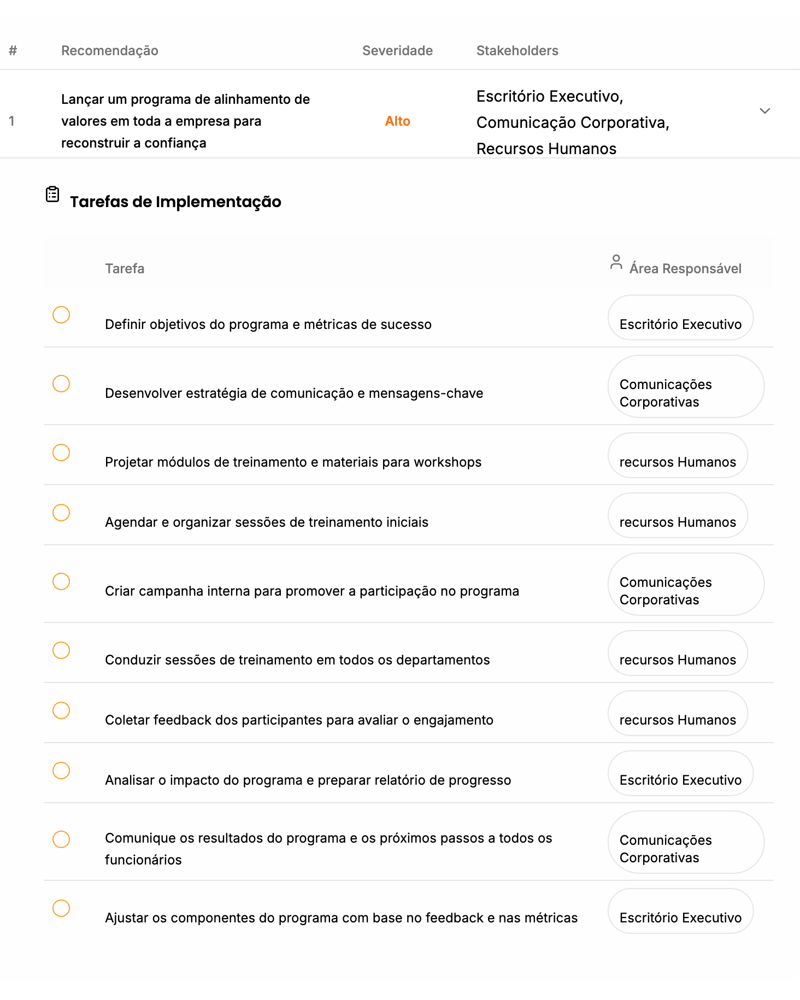 # Recomendação Severidade Stakeholders
1 Lançar um programa de alinhamento de
valores em toda a empresa para
reconstruir a confiança
Alto
Escritório Executivo,
Comunicação Corporativa,
Recursos Humanos
Tarefas de Implementação
Tarefa Área Responsável
Definir objetivos do programa e métricas de sucesso Escritório Executivo
Desenvolver estratégia de comunicação e mensagens-chave Comunicações
Corporativas
Projetar módulos de treinamento e materiais para workshops recursos Humanos
Agendar e organizar sessões de treinamento iniciais recursos Humanos
Criar campanha interna para promover a participação no programa Comunicações
Corporativas
Conduzir sessões de treinamento em todos os departamentos recursos Humanos
Coletar feedback dos participantes para avaliar o engajamento recursos Humanos
Analisar o impacto do programa e preparar relatório de progresso Escritório Executivo
Comunique os resultados do programa e os próximos passos a todos os
funcionários
Comunicações
Corporativas
Ajustar os componentes do programa com base no feedback e nas métricas Escritório Executivo